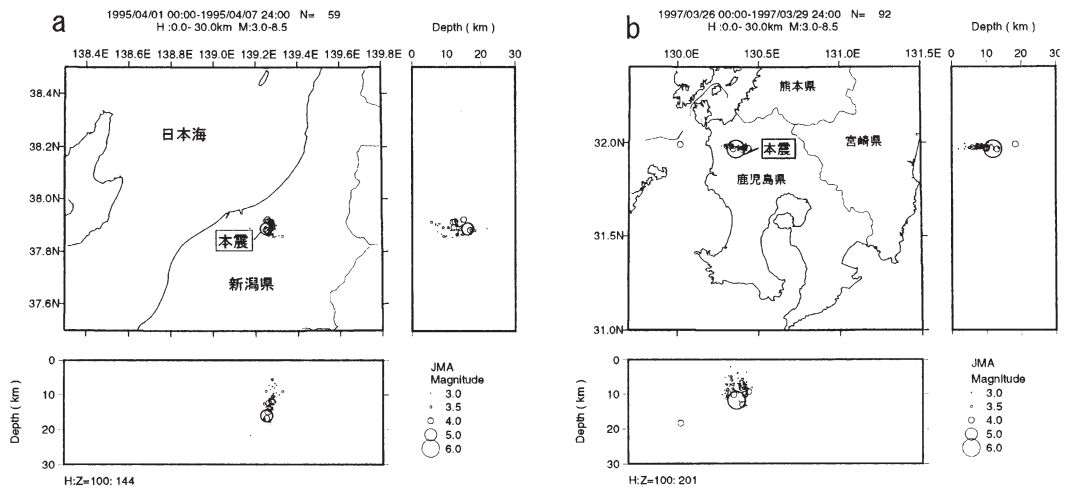 a
1995/04/01 00:00-1995/04/07 24:00 N= 59
H :0.0- 30.0km M:3.0-8.5
138.4E 138.6E 138.8E 139.0E 139.2E 139.4E 139.6E 139.8E
38.4N
38.2N
38.0N
37.8N
37.6N
日本海
本震
新潟県
Depth ( km )
0 10 20 30
Depth ( km )
0
10
20
30
JMA
Magnitude
3.0
3.5
4.0
5.0
6.0
H:Z=100: 144
b
1997/03/26 00:00-1997/03/29 24:00 N= 92
H :0.0- 30.0km M:3.0-8.5
130.0E 130.5E 131.0E 131.5E
32.0N
31.5N
31.0N
熊本県
宮崎県
本震
鹿児島県
Depth ( km )
0 10 20 30
Depth ( km )
0
10
20
30
JMA
Magnitude
3.0
3.5
4.0
5.0
6.0
H:Z=100: 201